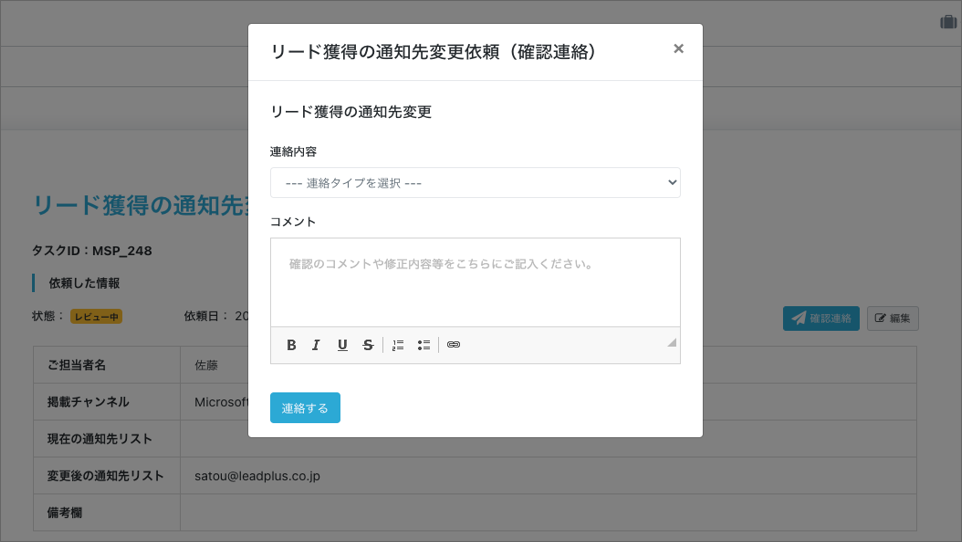 リード獲得の通知先変更依頼（確認連絡）
×
リード獲得の通知先変更
連絡内容
--- 連絡タイプを選択 ---
コメント
確認のコメントや修正内容等をこちらにご記入ください。
B I U S
連絡する
リード獲得の通知先
タスクID：MSP_248
依頼した情報
状態： レビュー中 依頼日： 20
確認連絡 編集
ご担当者名 佐藤
掲載チャンネル Microsoft
現在の通知先リスト
変更後の通知先リスト satou@leadplus.co.jp
備考欄